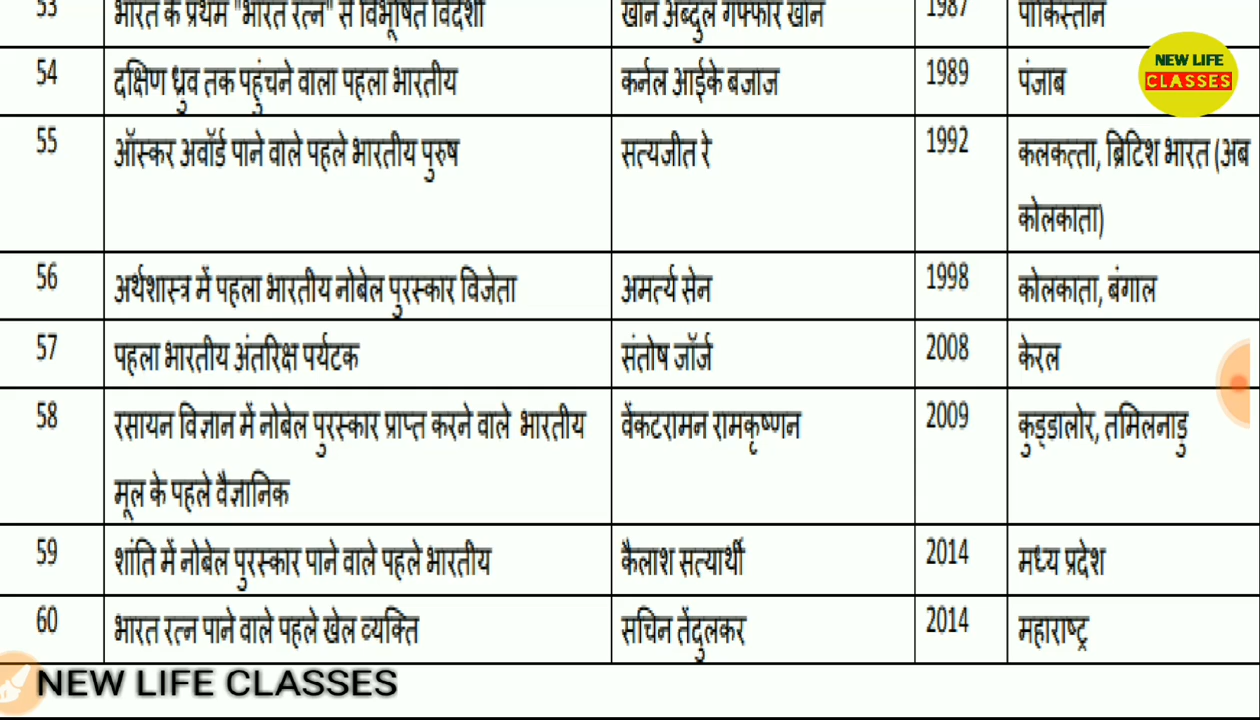 53 भारत के प्रथम "भारत रत्न" से विभूषित विदेशी खान अब्दुल गफ्फार खान 1987 पाकिस्तान
54 दक्षिण ध्रुव तक पहुंचने वाला पहला भारतीय कर्नल आईके बजाज 1989 पंजाब
NEW LIFE
CLASSES
55 ऑस्कर अवॉर्ड पाने वाले पहले भारतीय पुरुष सत्यजीत रे 1992 कलकत्ता, ब्रिटिश भारत (अब
कोलकाता)
56 अर्थशास्त्र में पहला भारतीय नोबेल पुरस्कार विजेता अमर्त्य सेन 1998 कोलकाता, बंगाल
57 पहला भारतीय अंतरिक्ष पर्यटक संतोष जॉर्ज 2008 केरल
58 रसायन विज्ञान में नोबेल पुरस्कार प्राप्त करने वाले भारतीय वेंकटरामन रामकृष्णन 2009 कुड्डालोर, तमिलनाडु
मूल के पहले वैज्ञानिक
59 शांति में नोबेल पुरस्कार पाने वाले पहले भारतीय कैलाश सत्यार्थी 2014 मध्य प्रदेश
60 भारत रत्न पाने वाले पहले खेल व्यक्ति सचिन तेंदुलकर 2014 महाराष्ट्र
NEW LIFE CLASSES